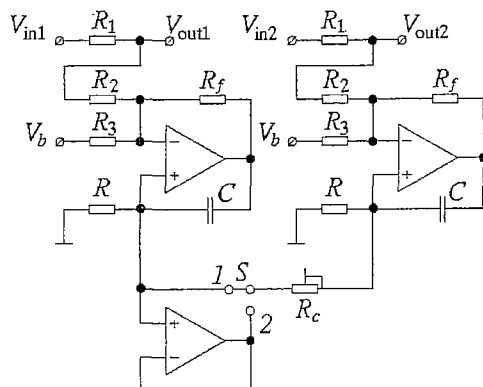 V_in1 R_1 V_out1 V_in2 R_1 V_out2
R_2 R_f R_2 R_f
V_b R_3 − V_b R_3 −
+ +
R C R C
1 S
R_c
2
+
−